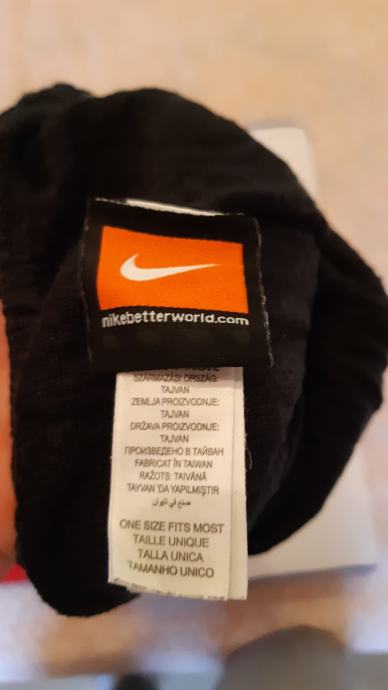 nikebetterworld.com
SZÁRMAZÁSI ORSZÁG:
TAJVAN
ZEMLJA PROIZVODNJE:
TAJVAN
DRŽAVA PROIZVODNJE:
TAJVAN
ПРОИЗВЕДЕНО В ТАЙВАН
FABRICAT ÎN TAIWAN
RAŽOTS: TAIVĀNĀ
TAYVAN 'DA YAPILMIŞTIR
صنع في تايوان
ONE SIZE FITS MOST
TAILLE UNIQUE
TALLA UNICA
TAMANHO UNICO